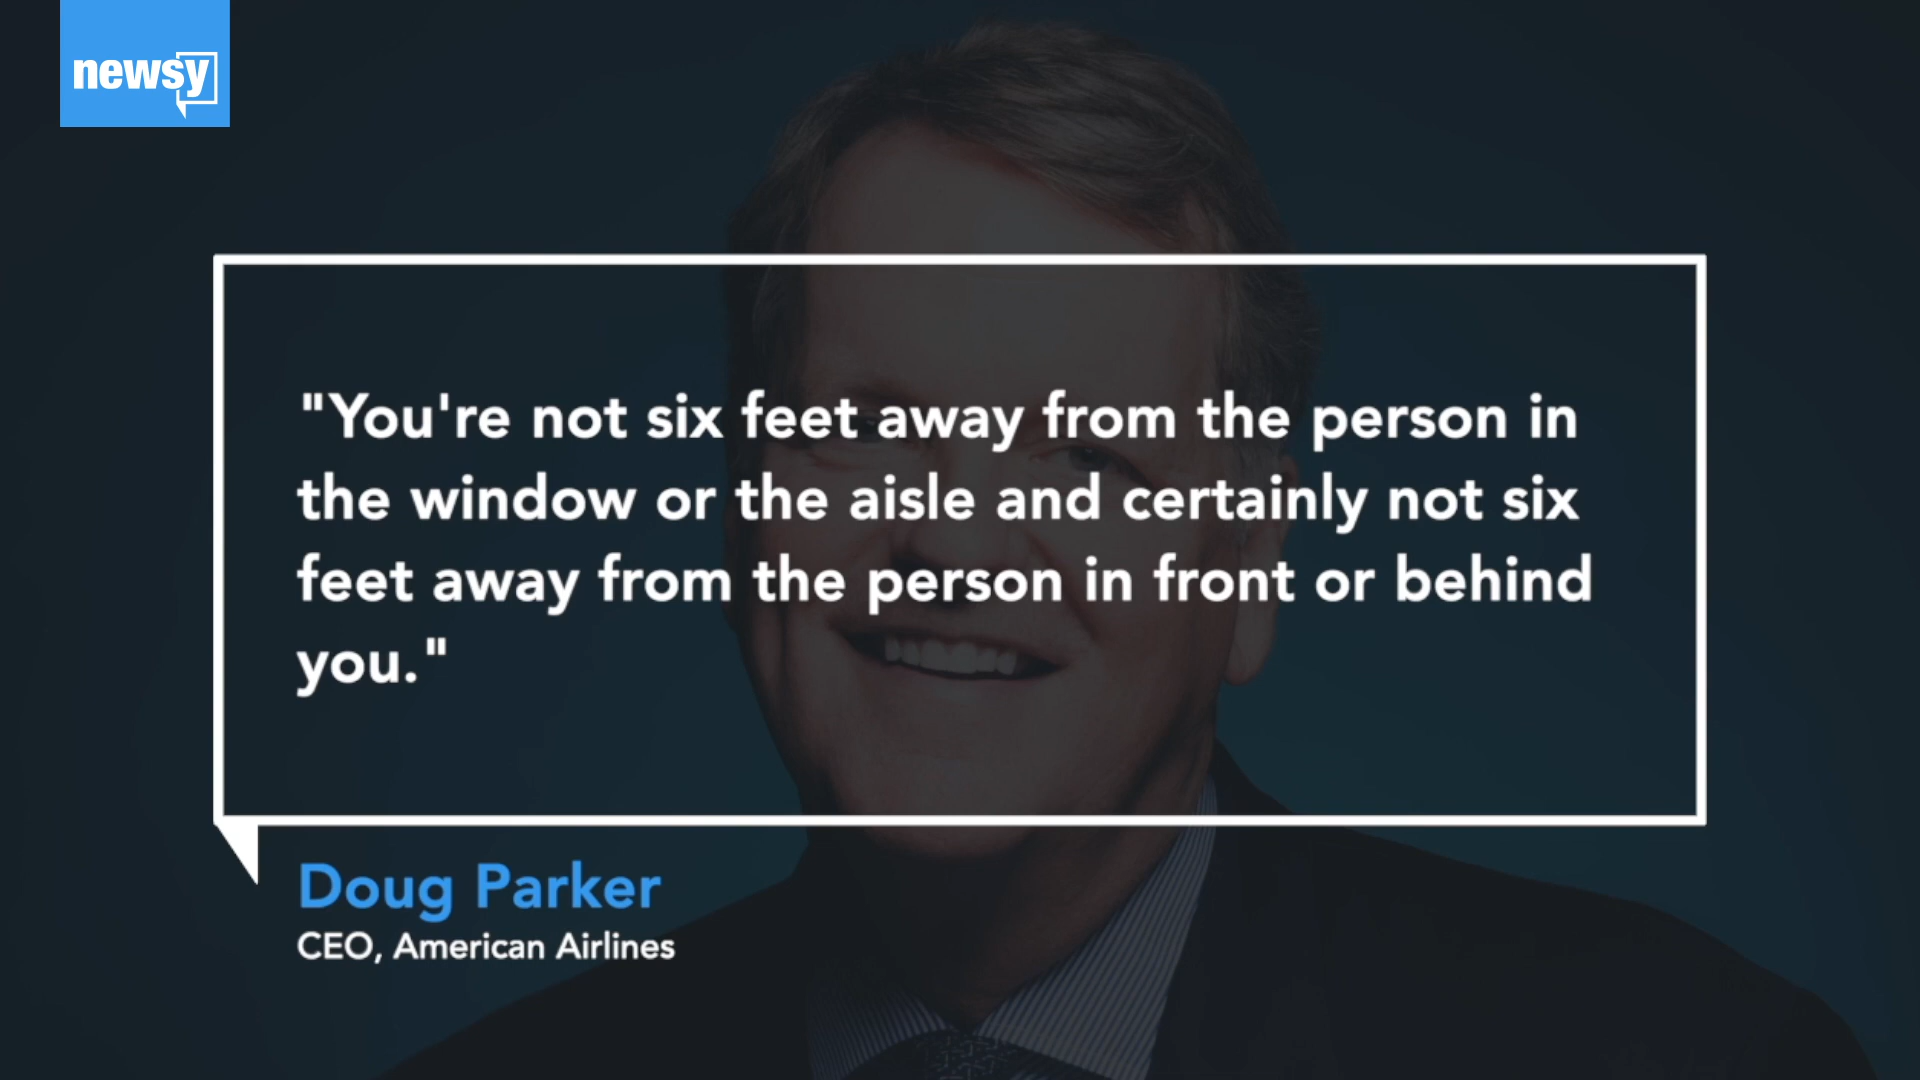 newsy
"You're not six feet away from the person in
the window or the aisle and certainly not six
feet away from the person in front or behind
you."
Doug Parker
CEO, American Airlines